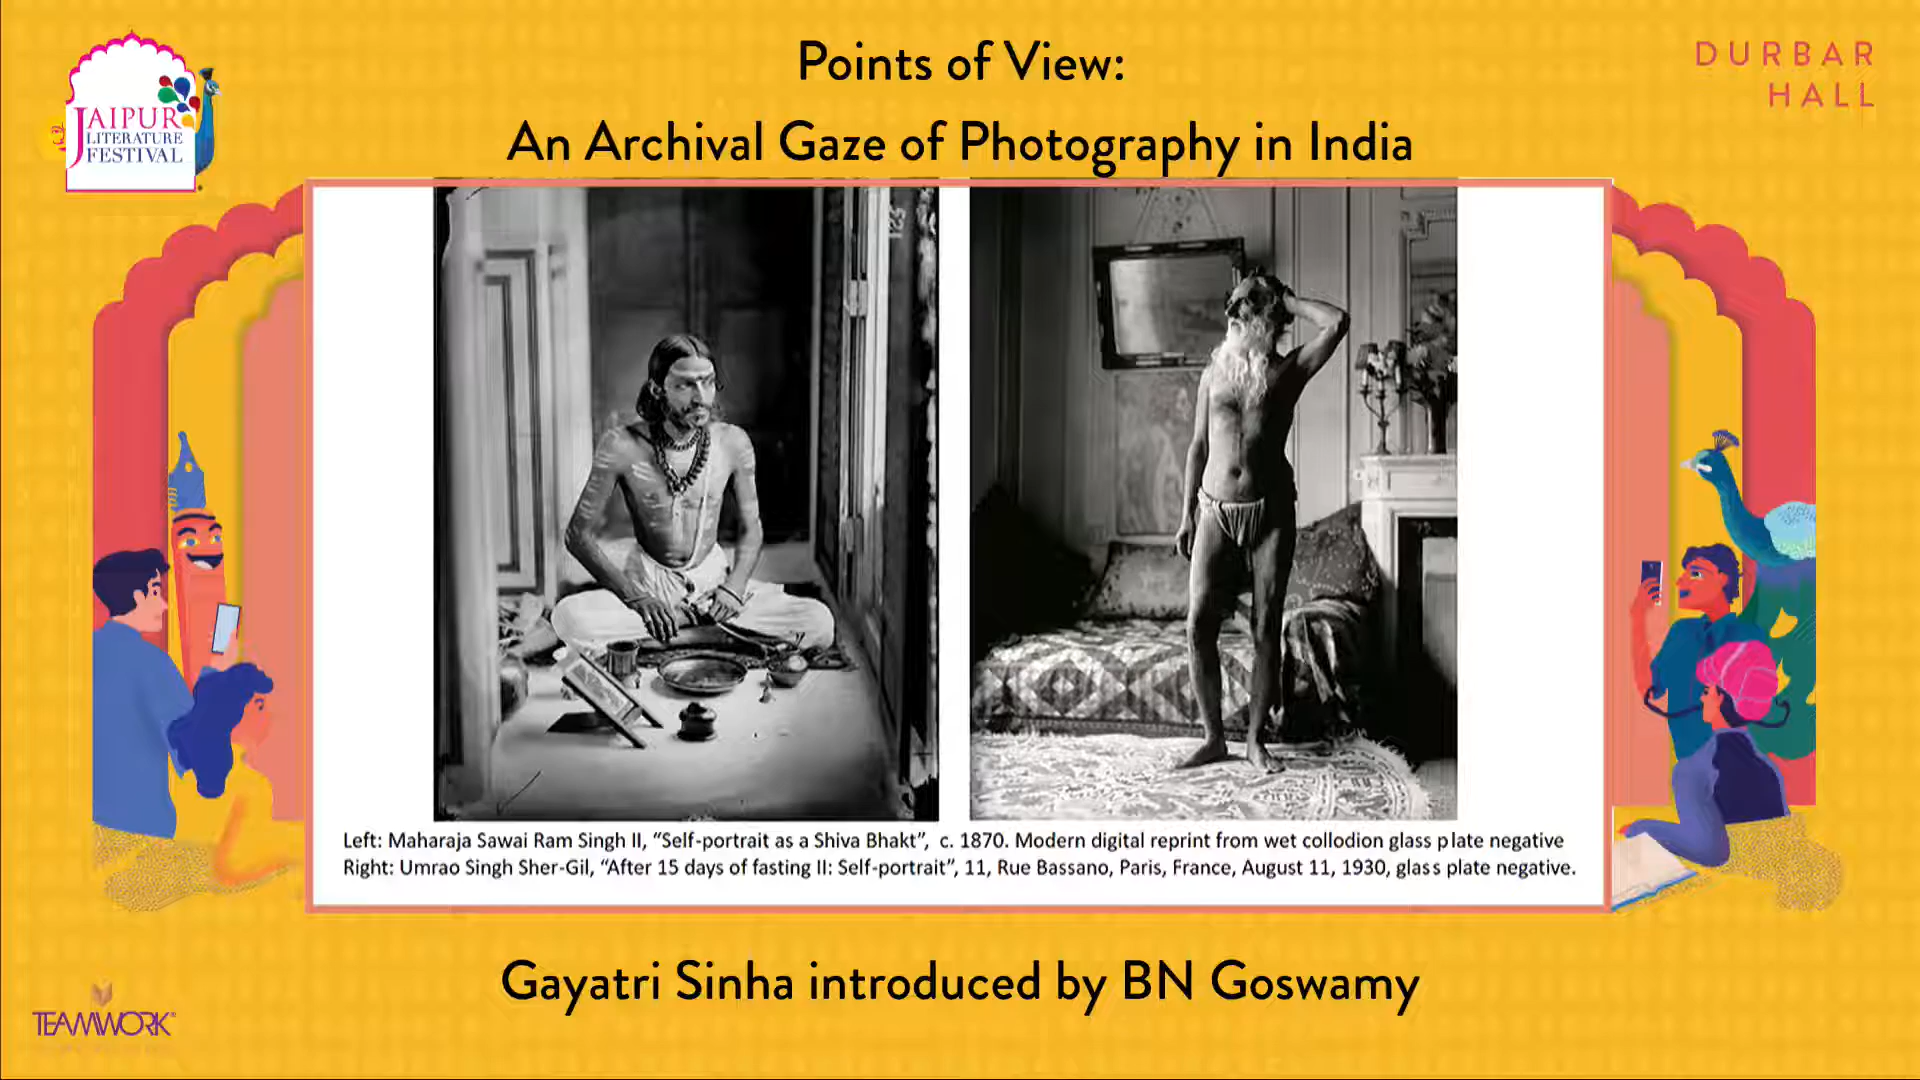 JAIPUR
LITERATURE
FESTIVAL
Points of View:
An Archival Gaze of Photography in India
DURBAR
HALL
125
Left: Maharaja Sawai Ram Singh II, “Self-portrait as a Shiva Bhakt”, c. 1870. Modern digital reprint from wet collodion glass plate negative
Right: Umrao Singh Sher-Gil, “After 15 days of fasting II: Self-portrait”, 11, Rue Bassano, Paris, France, August 11, 1930, glass plate negative.
Gayatri Sinha introduced by BN Goswamy
TEAMWORK